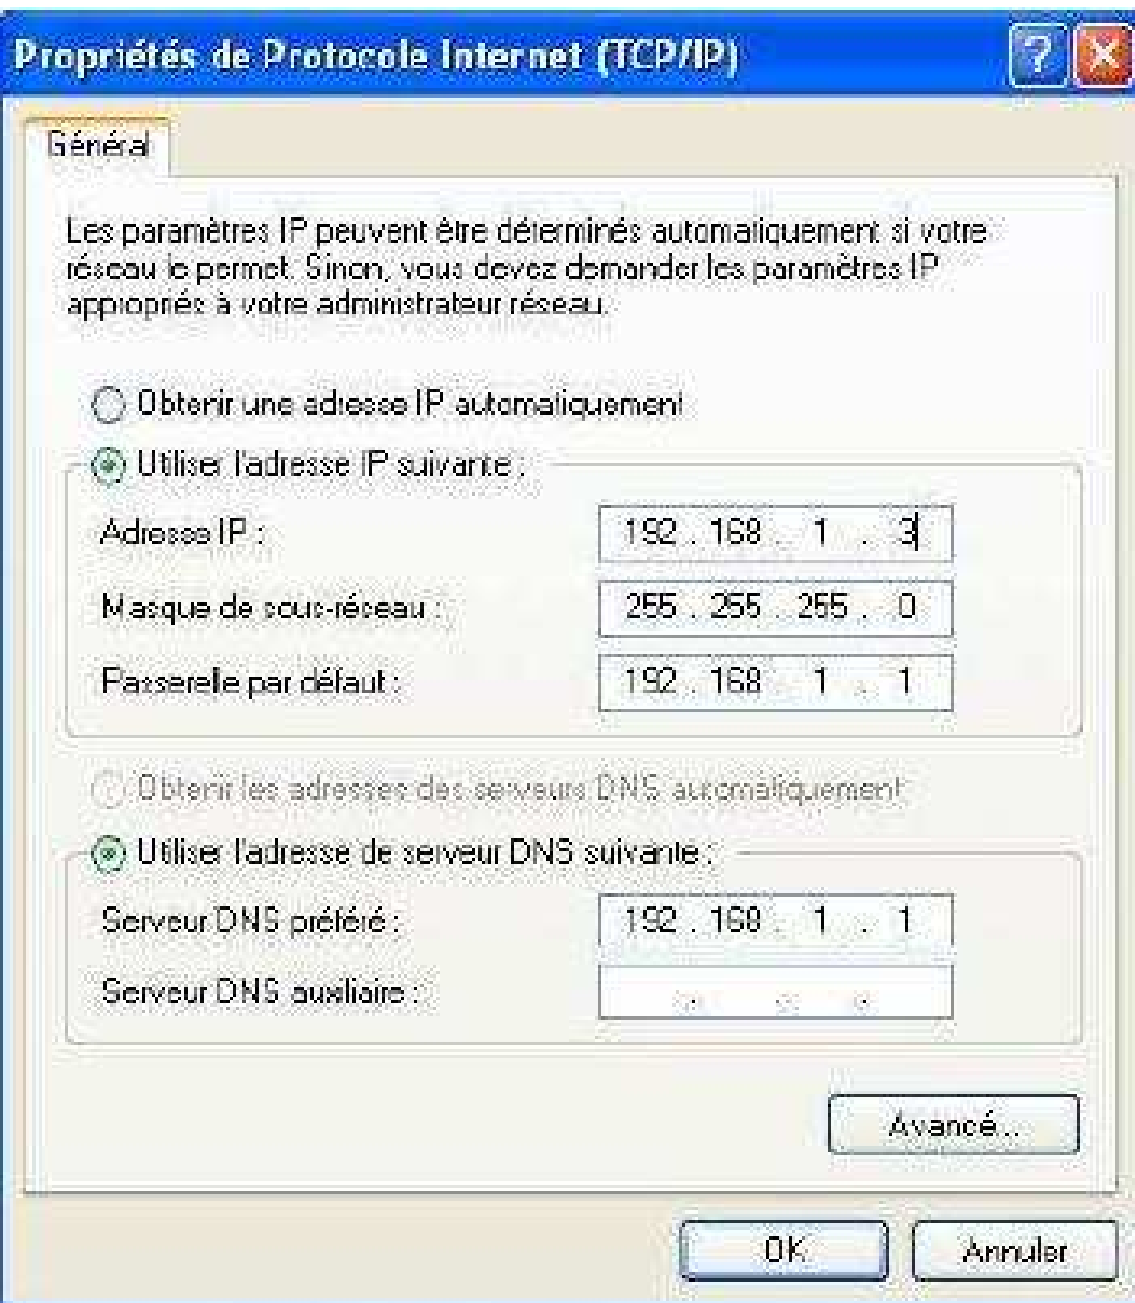 Propriétés de Protocole Internet (TCP/IP)
Général
Les paramètres IP peuvent être déterminés automatiquement si votre
réseau le permet. Sinon, vous devez demander les paramètres IP
appropriés à votre administrateur réseau.
Obtenir une adresse IP automatiquement
Utiliser l'adresse IP suivante :
Adresse IP : 192 . 168 . 1 . 3
Masque de sous-réseau : 255 . 255 . 255 . 0
Passerelle par défaut : 192 . 168 . 1 . 1
Obtenir les adresses des serveurs DNS automatiquement
Utiliser l'adresse de serveur DNS suivante :
Serveur DNS préféré : 192 . 168 . 1 . 1
Serveur DNS auxiliaire : . . .
Avancé...
OK Annuler